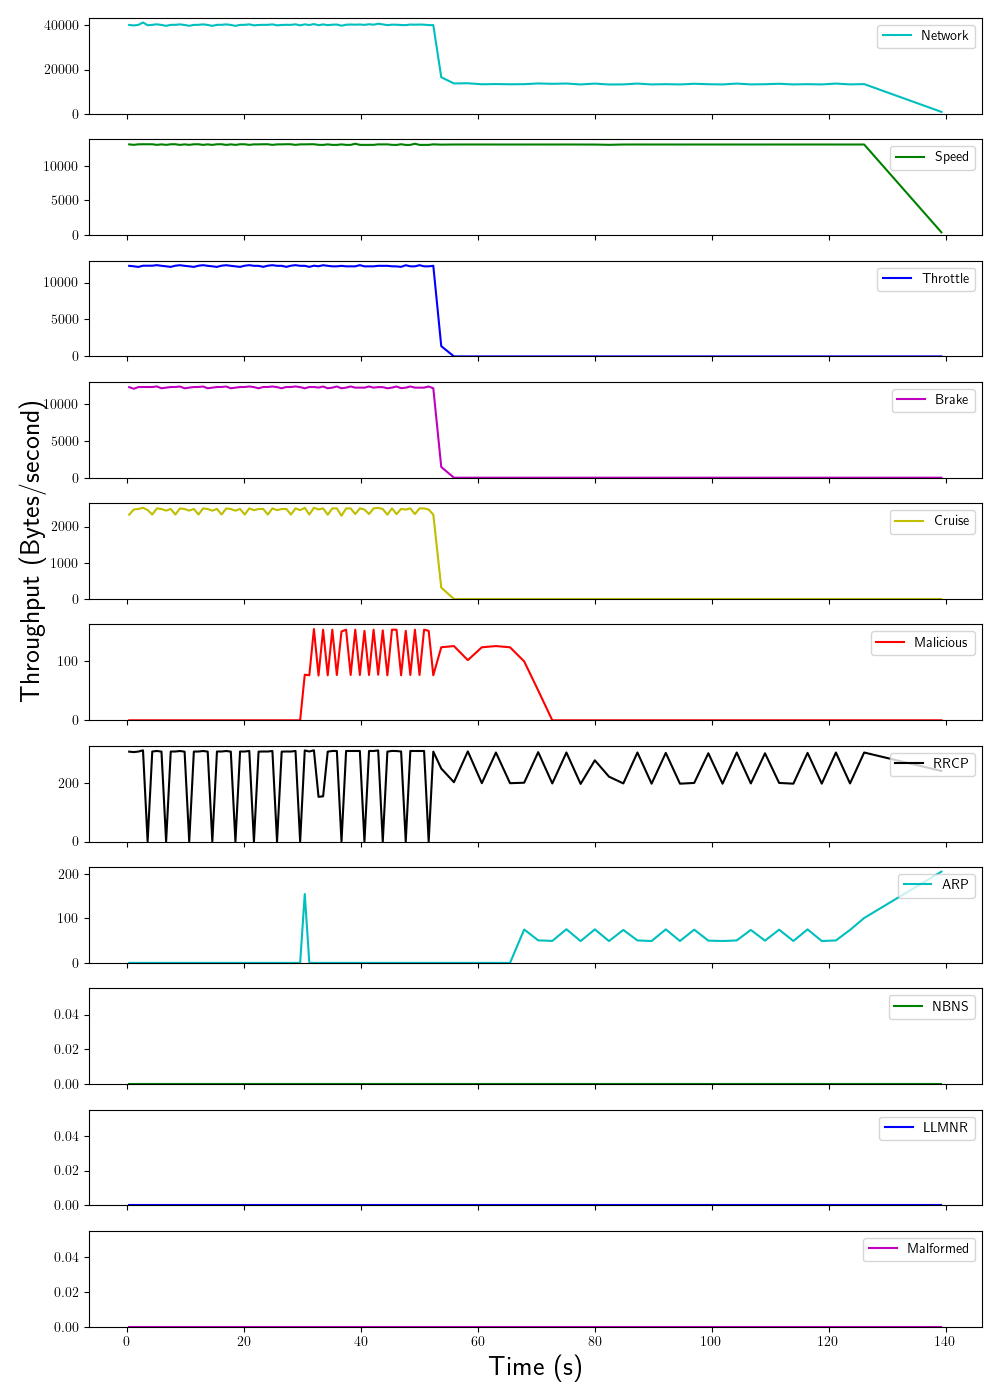 40000
20000
0
Network
10000
5000
0
Speed
10000
5000
0
Throttle
10000
5000
0
Brake
2000
1000
0
Cruise
100
0
Malicious
200
0
RRCP
200
100
0
ARP
0.04
0.02
0.00
NBNS
0.04
0.02
0.00
LLMNR
0.04
0.02
0.00
Malformed
0 20 40 60 80 100 120 140
Time (s)
Throughput (Bytes/second)